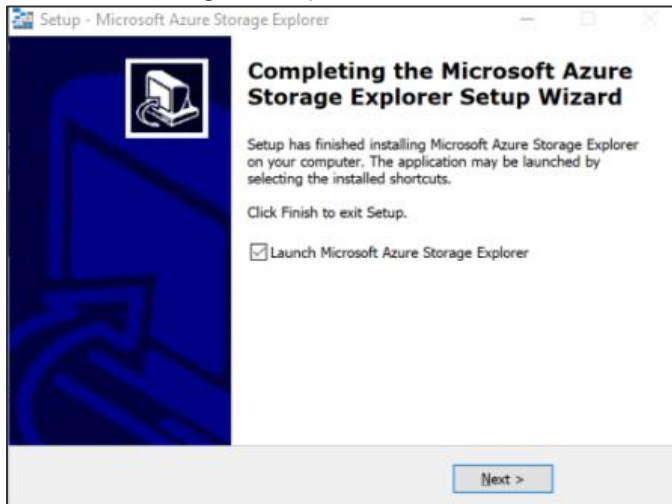 Setup - Microsoft Azure Storage Explorer
Completing the Microsoft Azure
Storage Explorer Setup Wizard
Setup has finished installing Microsoft Azure Storage Explorer
on your computer. The application may be launched by
selecting the installed shortcuts.
Click Finish to exit Setup.
Launch Microsoft Azure Storage Explorer
Next >